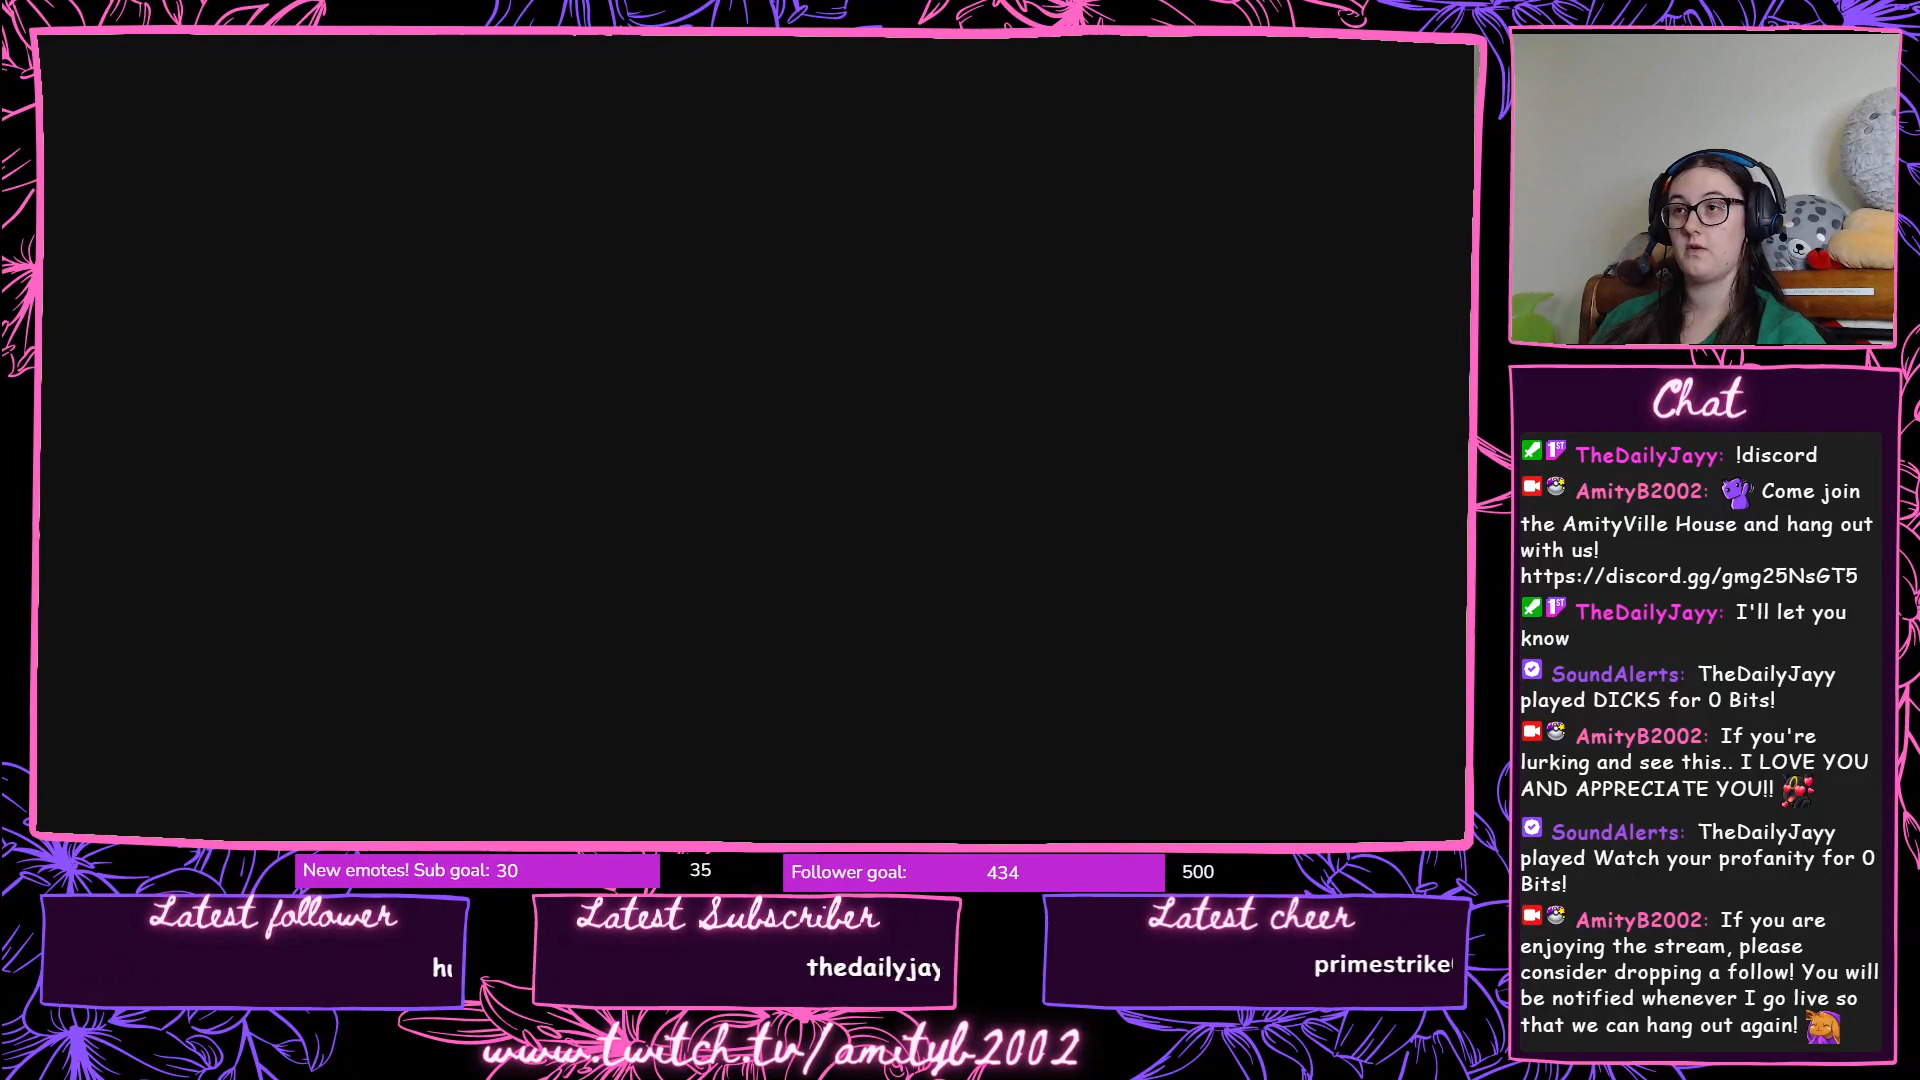 Chat
TheDailyJayy: !discord
AmityB2002: Come join
the AmityVille House and hang out
with us!
https://discord.gg/gmg25NsGT5
TheDailyJayy: I'll let you
know
SoundAlerts: TheDailyJayy
played DICKS for 0 Bits!
AmityB2002: If you're
lurking and see this.. I LOVE YOU
AND APPRECIATE YOU!!
SoundAlerts: TheDailyJayy
played Watch your profanity for 0
Bits!
AmityB2002: If you are
enjoying the stream, please
consider dropping a follow! You will
be notified whenever I go live so
that we can hang out again!
New emotes! Sub goal: 30 35
Follower goal: 434 500
Latest follower
Latest Subscriber
thedailyjay
Latest cheer
primestrike
www.twitch.tv/amityb2002